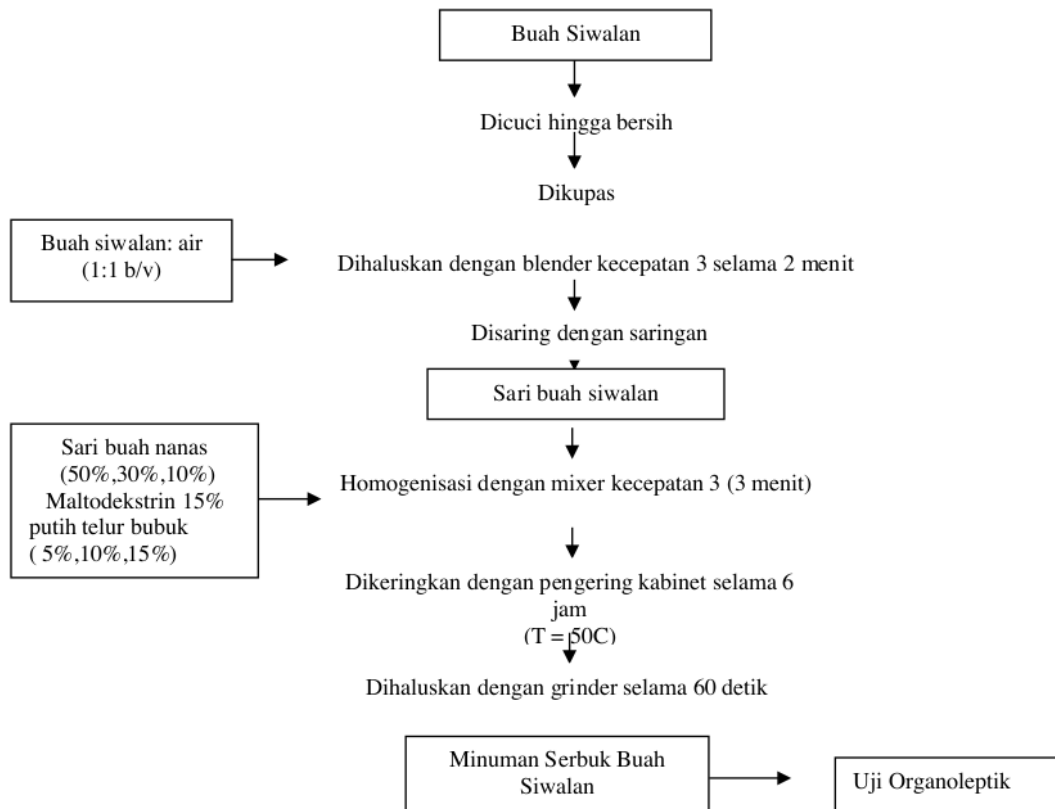 Buah Siwalan
Dicuci hingga bersih
Dikupas
Buah siwalan: air
(1:1 b/v)
Dihaluskan dengan blender kecepatan 3 selama 2 menit
Disaring dengan saringan
Sari buah siwalan
Sari buah nanas
(50%,30%,10%)
Maltodekstrin 15%
putih telur bubuk
( 5%,10%,15%)
Homogenisasi dengan mixer kecepatan 3 (3 menit)
Dikeringkan dengan pengering kabinet selama 6
jam
(T = 50C)
Dihaluskan dengan grinder selama 60 detik
Minuman Serbuk Buah
Siwalan
Uji Organoleptik